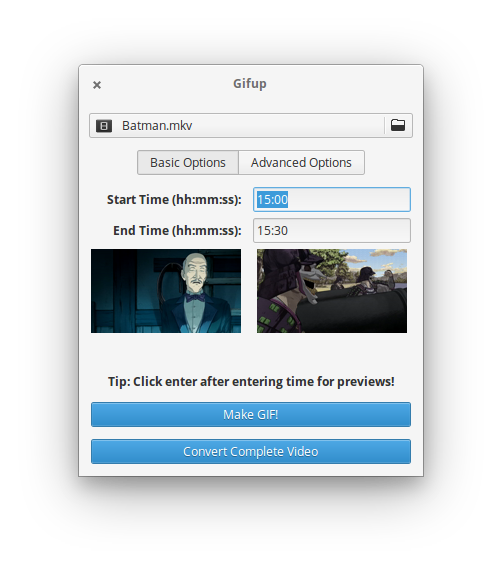 Gifup
Batman.mkv
Basic Options Advanced Options
Start Time (hh:mm:ss): 15:00
End Time (hh:mm:ss): 15:30
Tip: Click enter after entering time for previews!
Make GIF!
Convert Complete Video